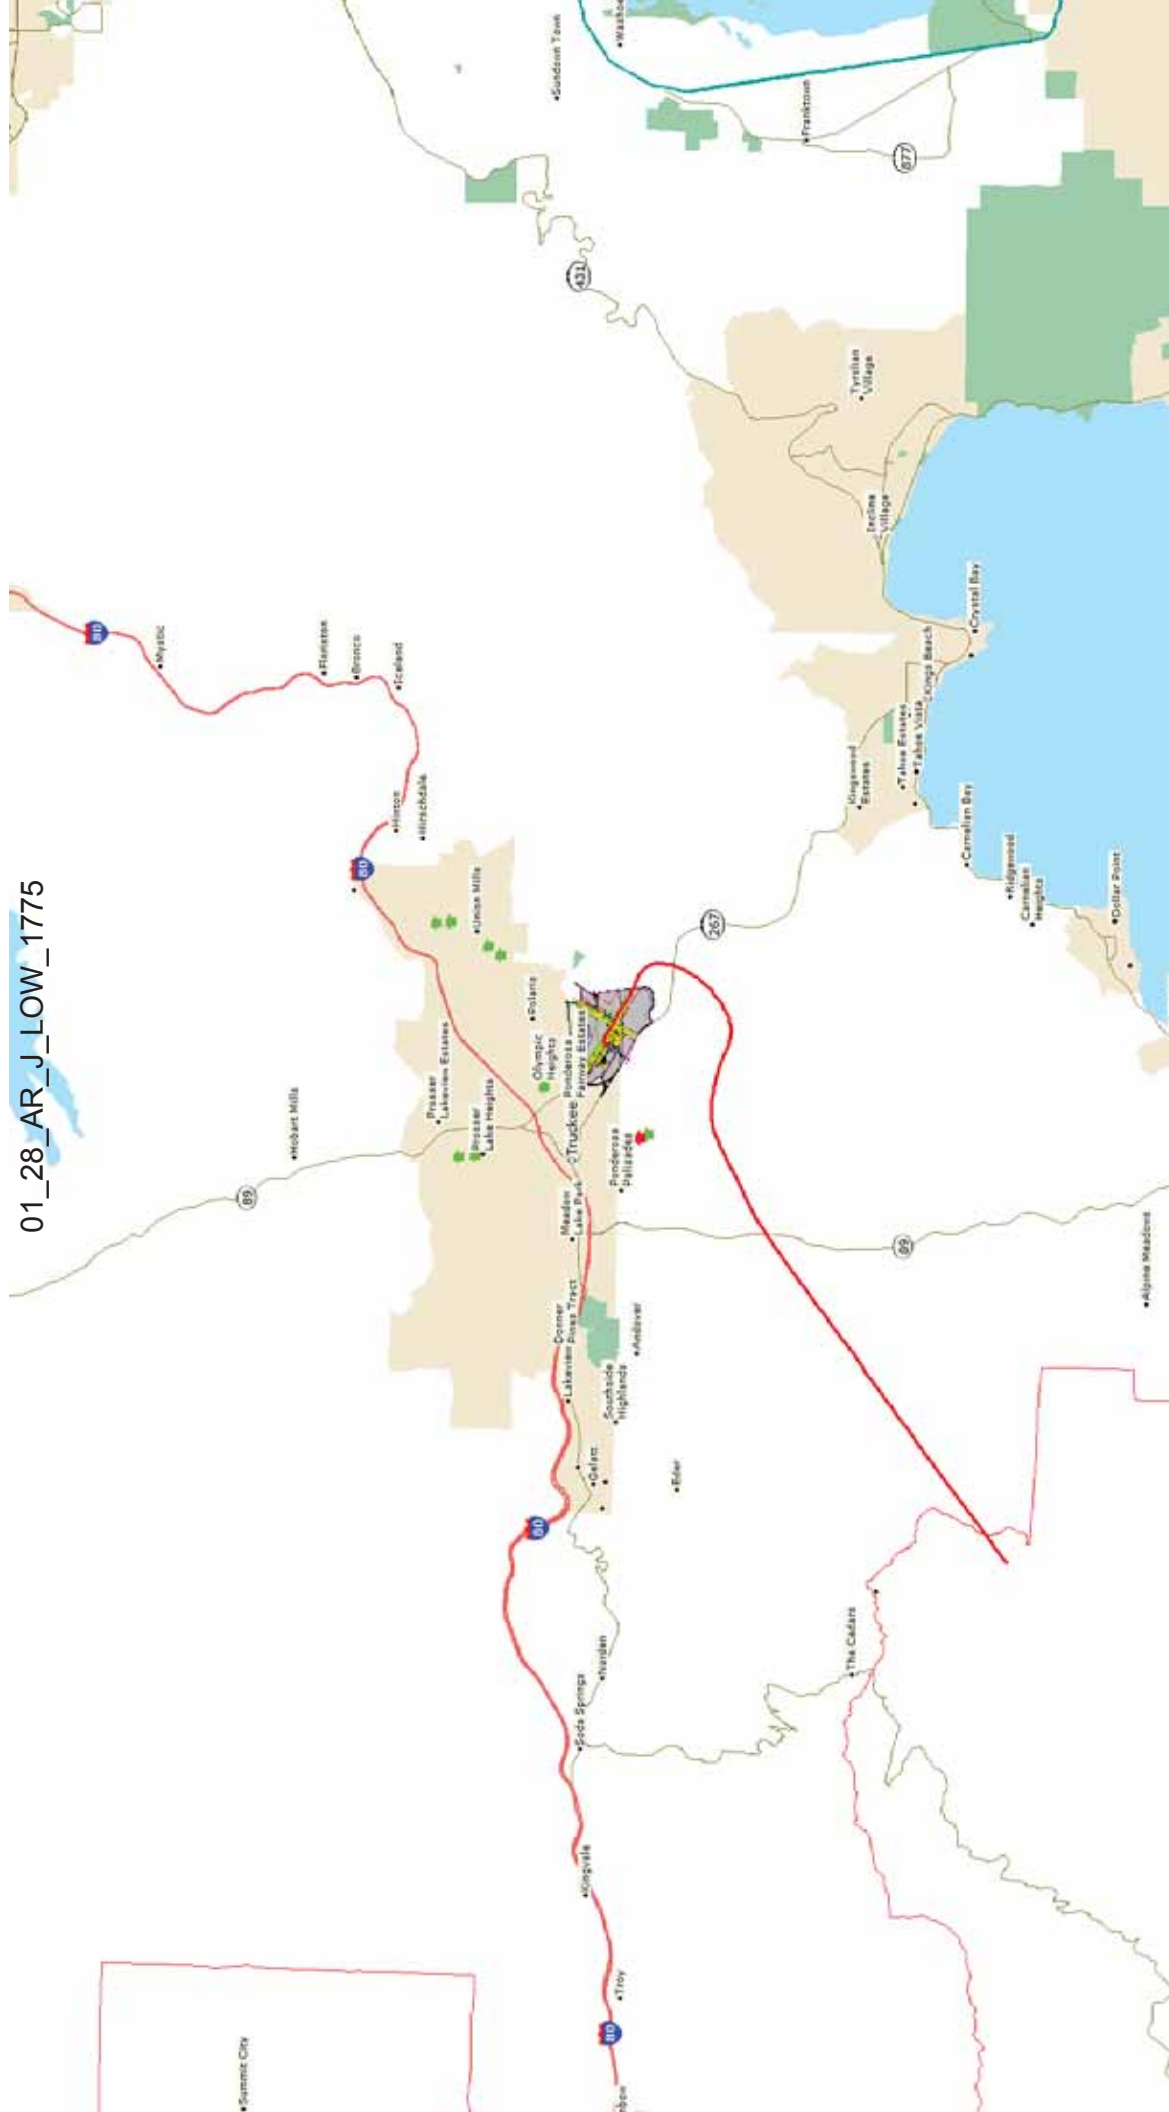 01_28_AR_J_LOW_1775
Sundown Town
Franktown
877
431
Tyrolian
Village
Incline
Village
Crystal Bay
Kings Beach
Tahoe Estates
Tahoe Vista
Kingswood
Estates
Carnelian Bay
Ridgewood
Carnelian
Heights
Dollar Point
80
Mystic
Floriston
Bronco
Iceland
Hinton
Hirschdale
80
Union Mills
267
Polaris
Olympic
Heights
Ponderosa
Fairway Estates
Prosser
Lakeview Estates
Prosser
Lake Heights
Truckee
Hobart Mills
89
Ponderosa
Palisades
Meadow
Lake Park
89
Alpine Meadows
Donner
Pines Tract
Lakeview
Andover
Southside
Highlands
Gelatt
Eder
80
The Cedars
Norden
Soda Springs
Kingvale
Troy
80
Summit City